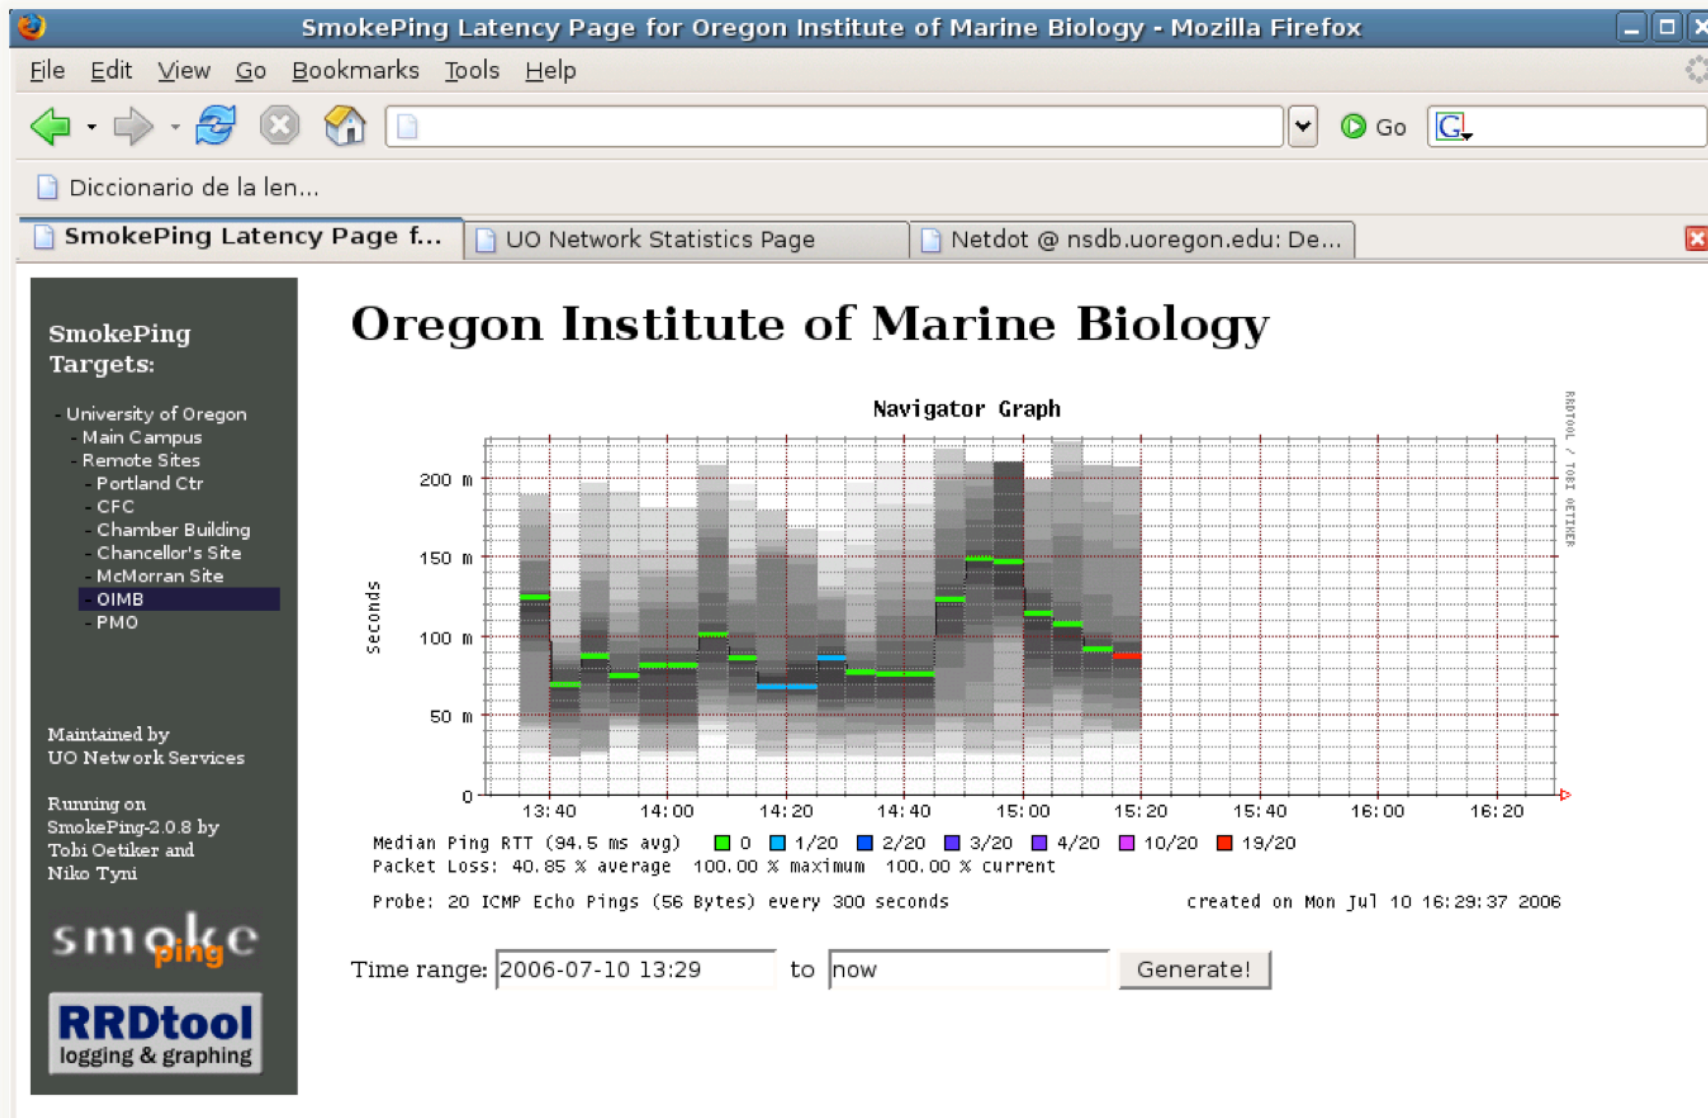 SmokePing Latency Page for Oregon Institute of Marine Biology - Mozilla Firefox
File Edit View Go Bookmarks Tools Help
Go
G
Diccionario de la len...
SmokePing Latency Page f...
UO Network Statistics Page
Netdot @ nsdb.uoregon.edu: De...
SmokePing
Targets:
- University of Oregon
- Main Campus
- Remote Sites
- Portland Ctr
- CFC
- Chamber Building
- Chancellor's Site
- McMorran Site
- OIMB
- PMO
Maintained by
UO Network Services
Running on
SmokePing-2.0.8 by
Tobi Oetiker and
Niko Tyni
smoke
ping
RRDtool
logging & graphing
Oregon Institute of Marine Biology
Navigator Graph
RRDTOOL / TOBI OETIKER
Seconds
200 m
150 m
100 m
50 m
0
13:40 14:00 14:20 14:40 15:00 15:20 15:40 16:00 16:20
Median Ping RTT (94.5 ms avg) 0 1/20 2/20 3/20 4/20 10/20 19/20
Packet Loss: 40.85 % average 100.00 % maximum 100.00 % current
Probe: 20 ICMP Echo Pings (56 Bytes) every 300 seconds
created on Mon Jul 10 16:29:37 2006
Time range: 2006-07-10 13:29 to now Generate!